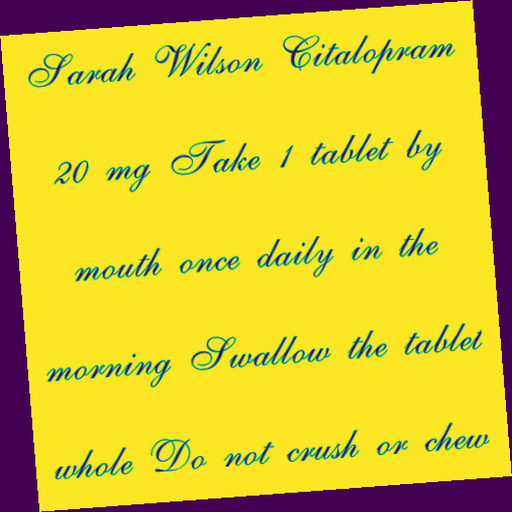 Sarah Wilson Citalopram
20 mg Take 1 tablet by
mouth once daily in the
morning Swallow the tablet
whole Do not crush or chew